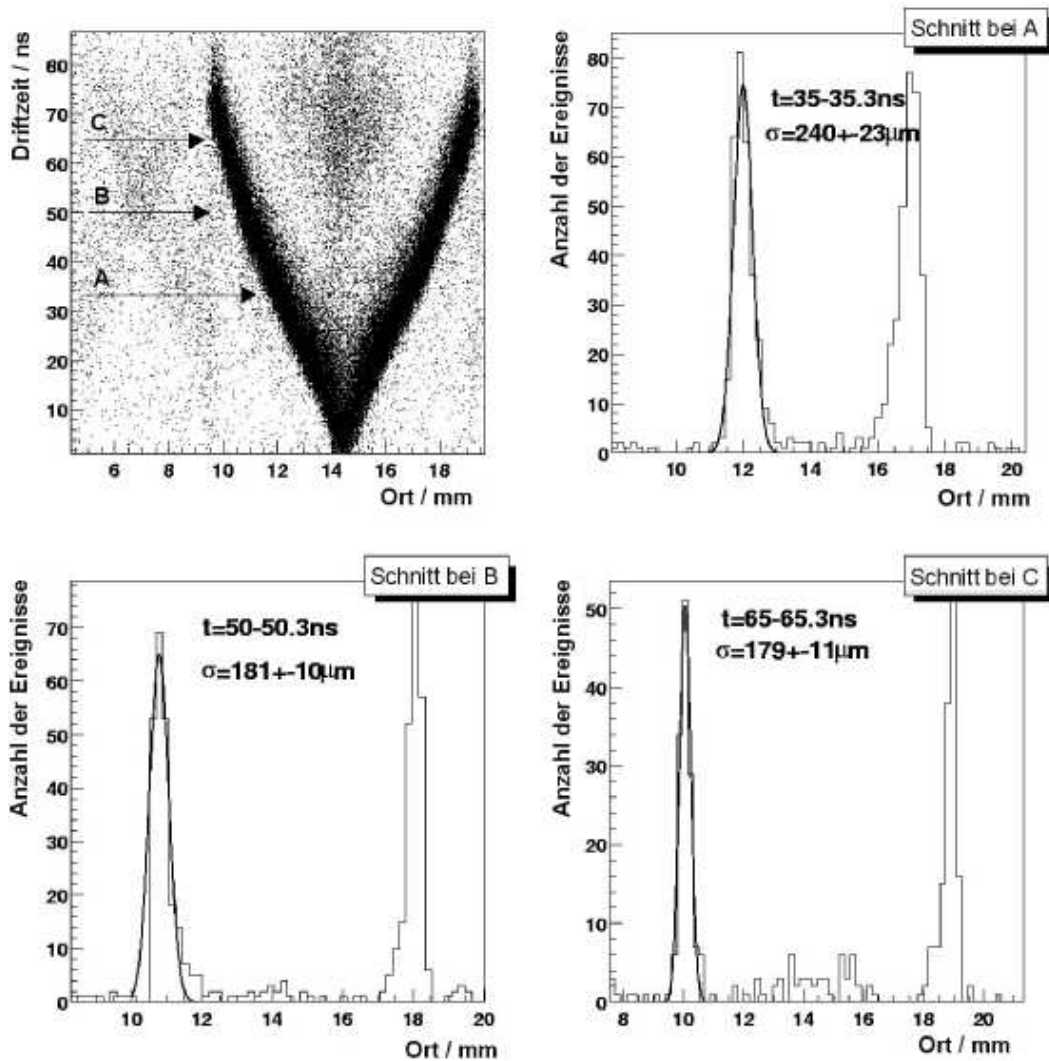 Driftzeit / ns
80
70
60
50
40
30
20
10
C
B
A
6 8 10 12 14 16 18
Ort / mm
Schnitt bei A
Anzahl der Ereignisse
80
70
60
50
40
30
20
10
0
t=35-35.3ns
σ=240+-23μm
10 12 14 16 18 20
Ort / mm
Schnitt bei B
Anzahl der Ereignisse
70
60
50
40
30
20
10
0
t=50-50.3ns
σ=181+-10μm
10 12 14 16 18 20
Ort / mm
Schnitt bei C
Anzahl der Ereignisse
50
40
30
20
10
0
t=65-65.3ns
σ=179+-11μm
8 10 12 14 16 18 20
Ort / mm